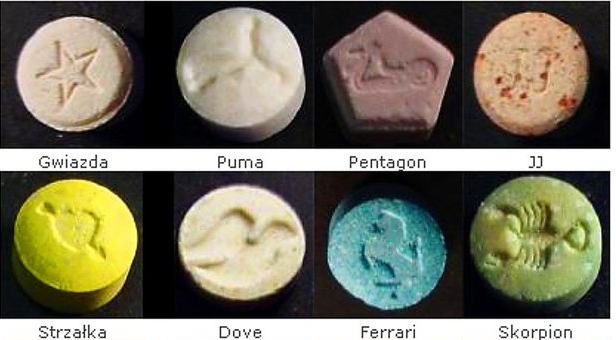 Gwiazda Puma Pentagon JJ
Strzałka Dove Ferrari Skorpion